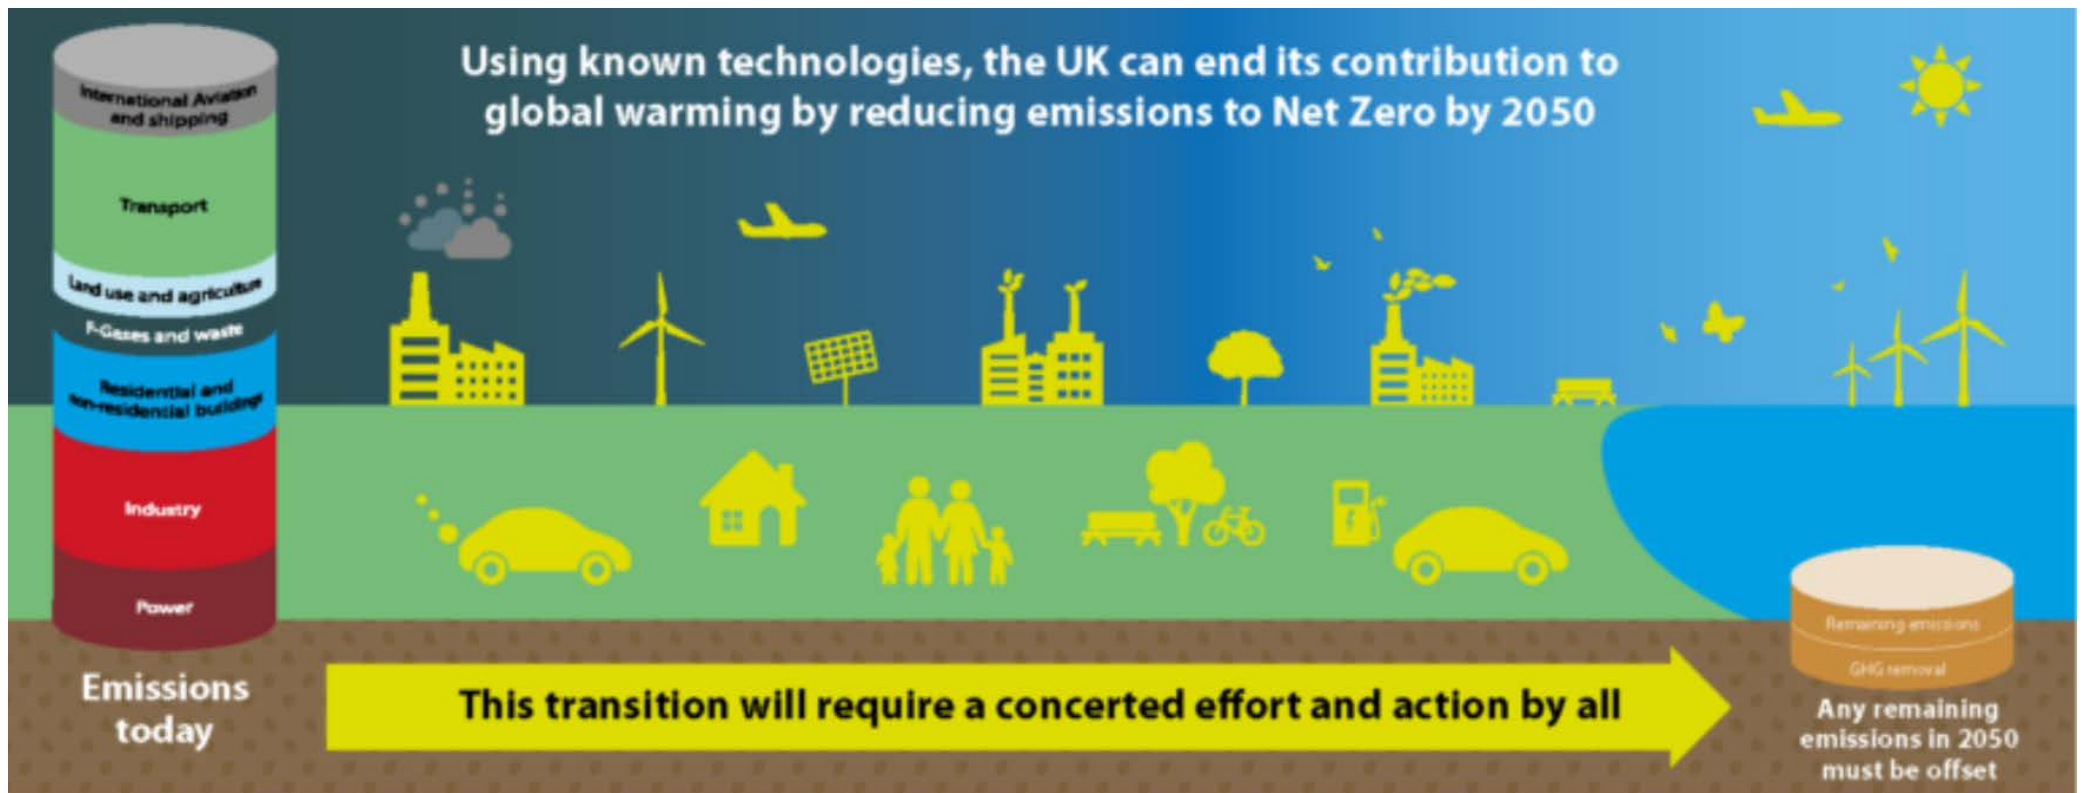 Using known technologies, the UK can end its contribution to
global warming by reducing emissions to Net Zero by 2050
International Aviation
and shipping
Transport
Land use and agriculture
F-Gases and waste
Residential and
non-residential buildings
Industry
Power
Emissions
today
This transition will require a concerted effort and action by all
Remaining emissions
GHG removal
Any remaining
emissions in 2050
must be offset